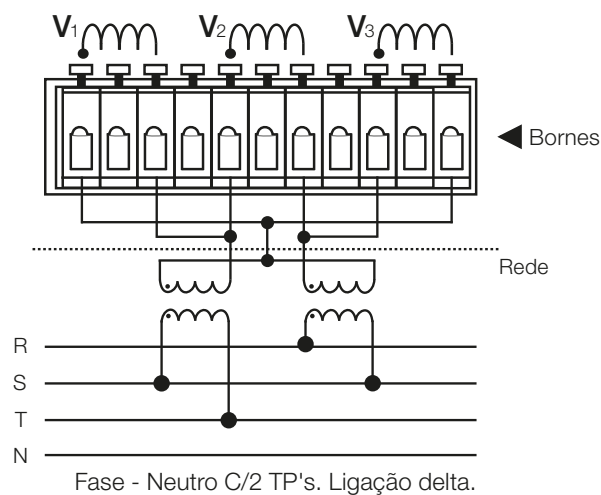 V1 V2 V3
Bornes
Rede
R
S
T
N
Fase - Neutro C/2 TP's. Ligação delta.